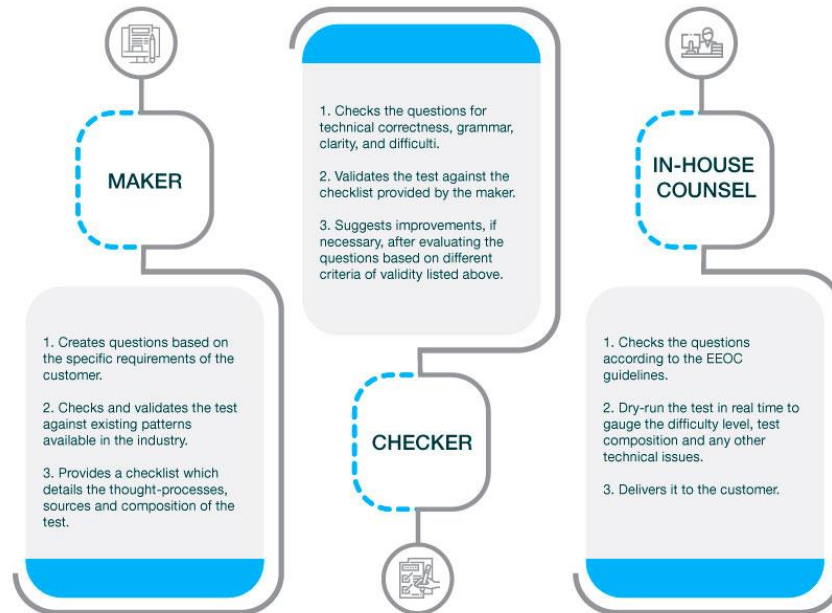 MAKER
1. Creates questions based on
the specific requirements of the
customer.
2. Checks and validates the test
against existing patterns
available in the industry.
3. Provides a checklist which
details the thought-processes,
sources and composition of the
test.
1. Checks the questions for
technical correctness, grammar,
clarity, and difficulti.
2. Validates the test against the
checklist provided by the maker.
3. Suggests improvements, if
necessary, after evaluating the
questions based on different
criteria of validity listed above.
CHECKER
IN-HOUSE
COUNSEL
1. Checks the questions
according to the EEOC
guidelines.
2. Dry-run the test in real time to
gauge the difficulty level, test
composition and any other
technical issues.
3. Delivers it to the customer.